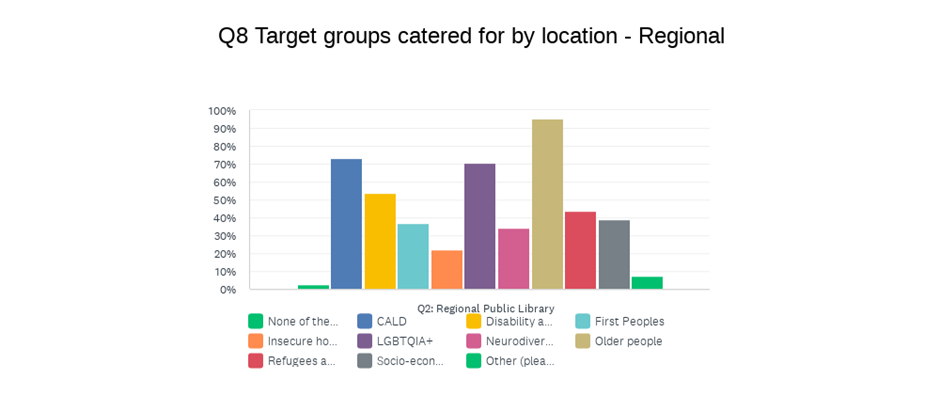 Q8 Target groups catered for by location - Regional
100%
90%
80%
70%
60%
50%
40%
30%
20%
10%
0%
Q2: Regional Public Library
None of the... CALD Disability a... First Peoples
Insecure ho... LGBTQIA+ Neurodiver... Older people
Refugees a... Socio-econ... Other (plea...